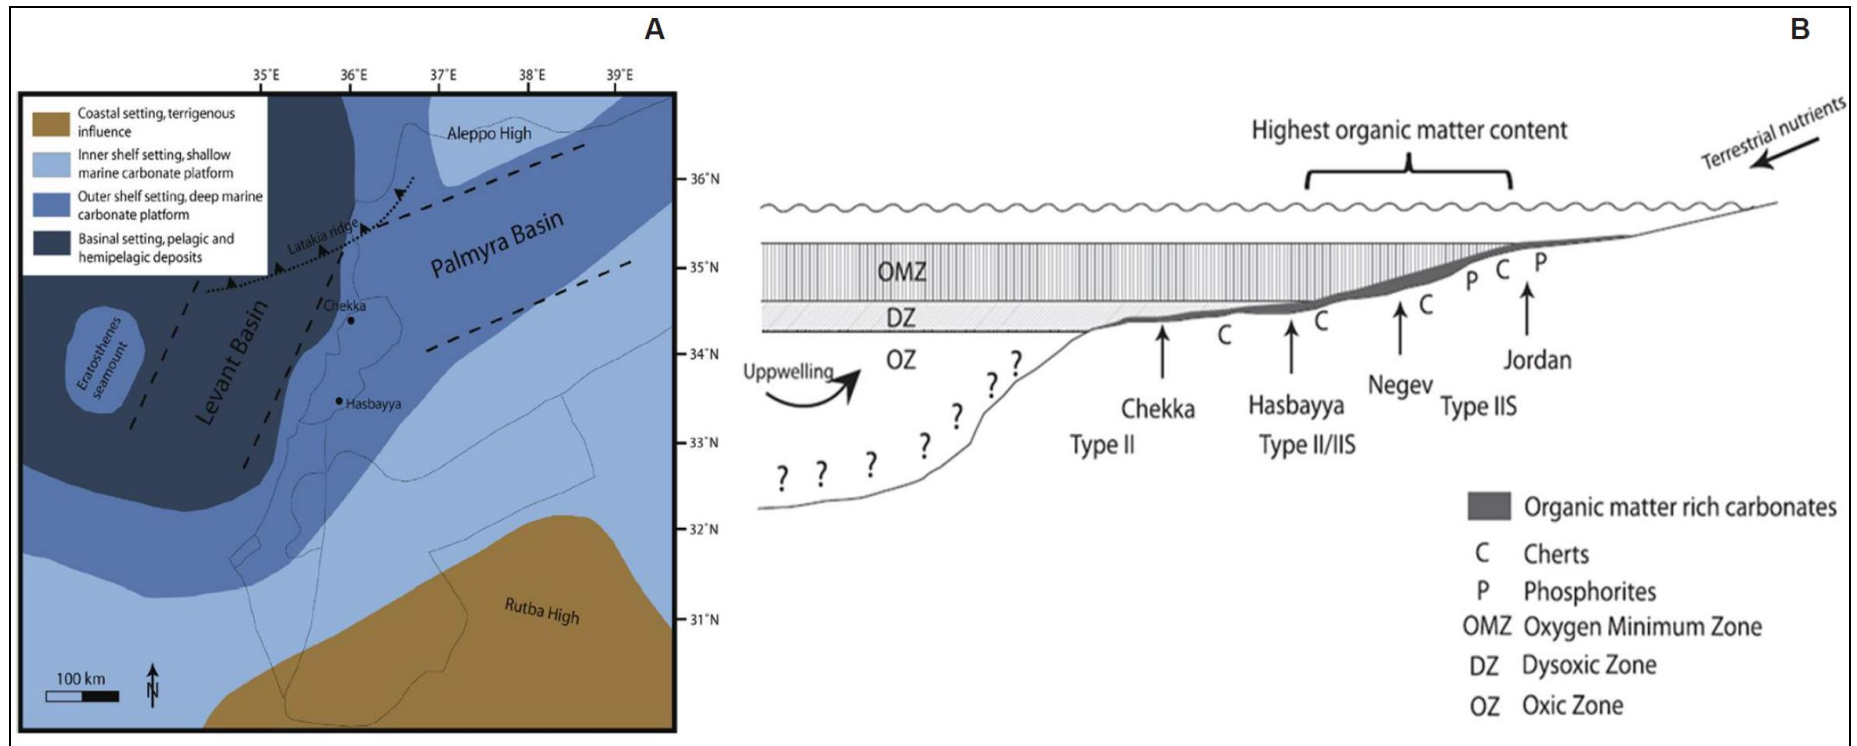 A
35°E
36°E
37°E
38°E
39°E
Coastal setting, terrigenous
influence
Inner shelf setting, shallow
marine carbonate platform
Outer shelf setting, deep marine
carbonate platform
Basinal setting, pelagic and
hemipelagic deposits
Aleppo High
36°N
Latakia ridge
Palmyra Basin
35°N
Chekka
Eratosthenes
seamount
Levant Basin
34°N
Hasbayya
33°N
32°N
Rutba High
31°N
100 km
N
B
Terrestrial nutrients
Highest organic matter content
OMZ
DZ
OZ
Uppwelling
? ? ? ? ? ? ?
C C C P C P
Chekka
Hasbayya
Negev
Jordan
Type II
Type II/IIS
Type IIS
Organic matter rich carbonates
C Cherts
P Phosphorites
OMZ Oxygen Minimum Zone
DZ Dysoxic Zone
OZ Oxic Zone